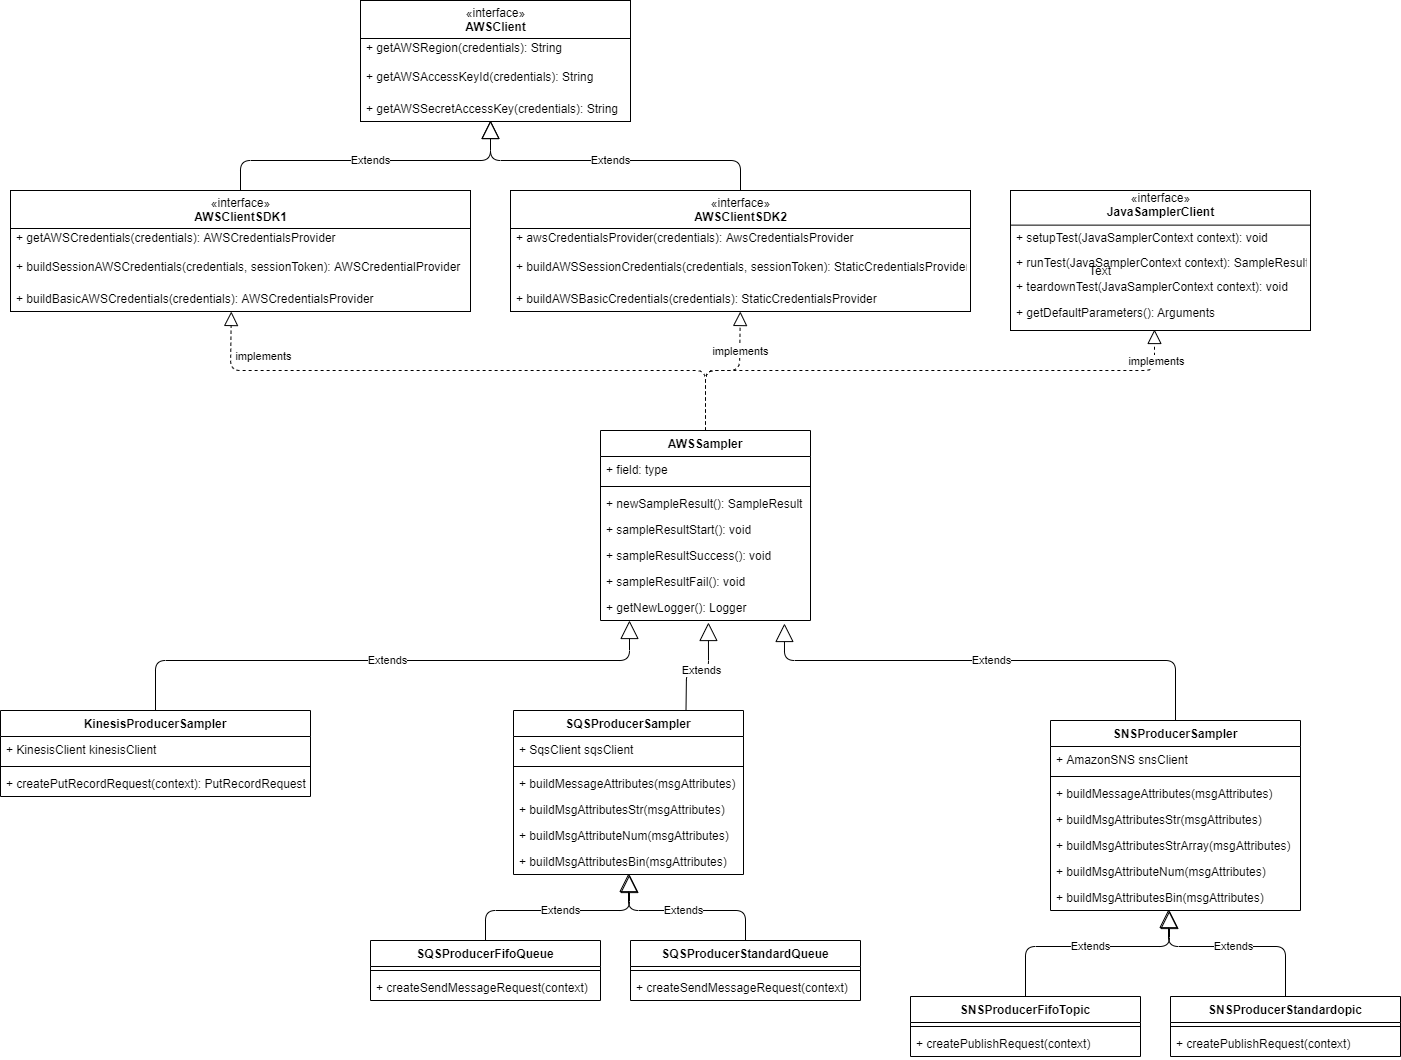 «interface»
AWSClient
+ getAWSRegion(credentials): String
+ getAWSAccessKeyId(credentials): String
+ getAWSSecretAccessKey(credentials): String
Extends
Extends
«interface»
AWSClientSDK1
+ getAWSCredentials(credentials): AWSCredentialsProvider
+ buildSessionAWSCredentials(credentials, sessionToken): AWSCredentialProvider
+ buildBasicAWSCredentials(credentials): AWSCredentialsProvider
«interface»
AWSClientSDK2
+ awsCredentialsProvider(credentials): AwsCredentialsProvider
+ buildAWSSessionCredentials(credentials, sessionToken): StaticCredentialsProvide
+ buildAWSBasicCredentials(credentials): StaticCredentialsProvider
«interface»
JavaSamplerClient
+ setupTest(JavaSamplerContext context): void
+ runTest(JavaSamplerContext context): SampleResult
Text
+ teardownTest(JavaSamplerContext context): void
+ getDefaultParameters(): Arguments
implements
implements
implements
AWSSampler
+ field: type
+ newSampleResult(): SampleResult
+ sampleResultStart(): void
+ sampleResultSuccess(): void
+ sampleResultFail(): void
+ getNewLogger(): Logger
Extends
Extends
Extends
KinesisProducerSampler
+ KinesisClient kinesisClient
+ createPutRecordRequest(context): PutRecordRequest
SQSProducerSampler
+ SqsClient sqsClient
+ buildMessageAttributes(msgAttributes)
+ buildMsgAttributesStr(msgAttributes)
+ buildMsgAttributeNum(msgAttributes)
+ buildMsgAttributesBin(msgAttributes)
SNSProducerSampler
+ AmazonSNS snsClient
+ buildMessageAttributes(msgAttributes)
+ buildMsgAttributesStr(msgAttributes)
+ buildMsgAttributesStrArray(msgAttributes)
+ buildMsgAttributeNum(msgAttributes)
+ buildMsgAttributesBin(msgAttributes)
Extends
Extends
SQSProducerFifoQueue
+ createSendMessageRequest(context)
SQSProducerStandardQueue
+ createSendMessageRequest(context)
Extends
Extends
SNSProducerFifoTopic
+ createPublishRequest(context)
SNSProducerStandardopic
+ createPublishRequest(context)